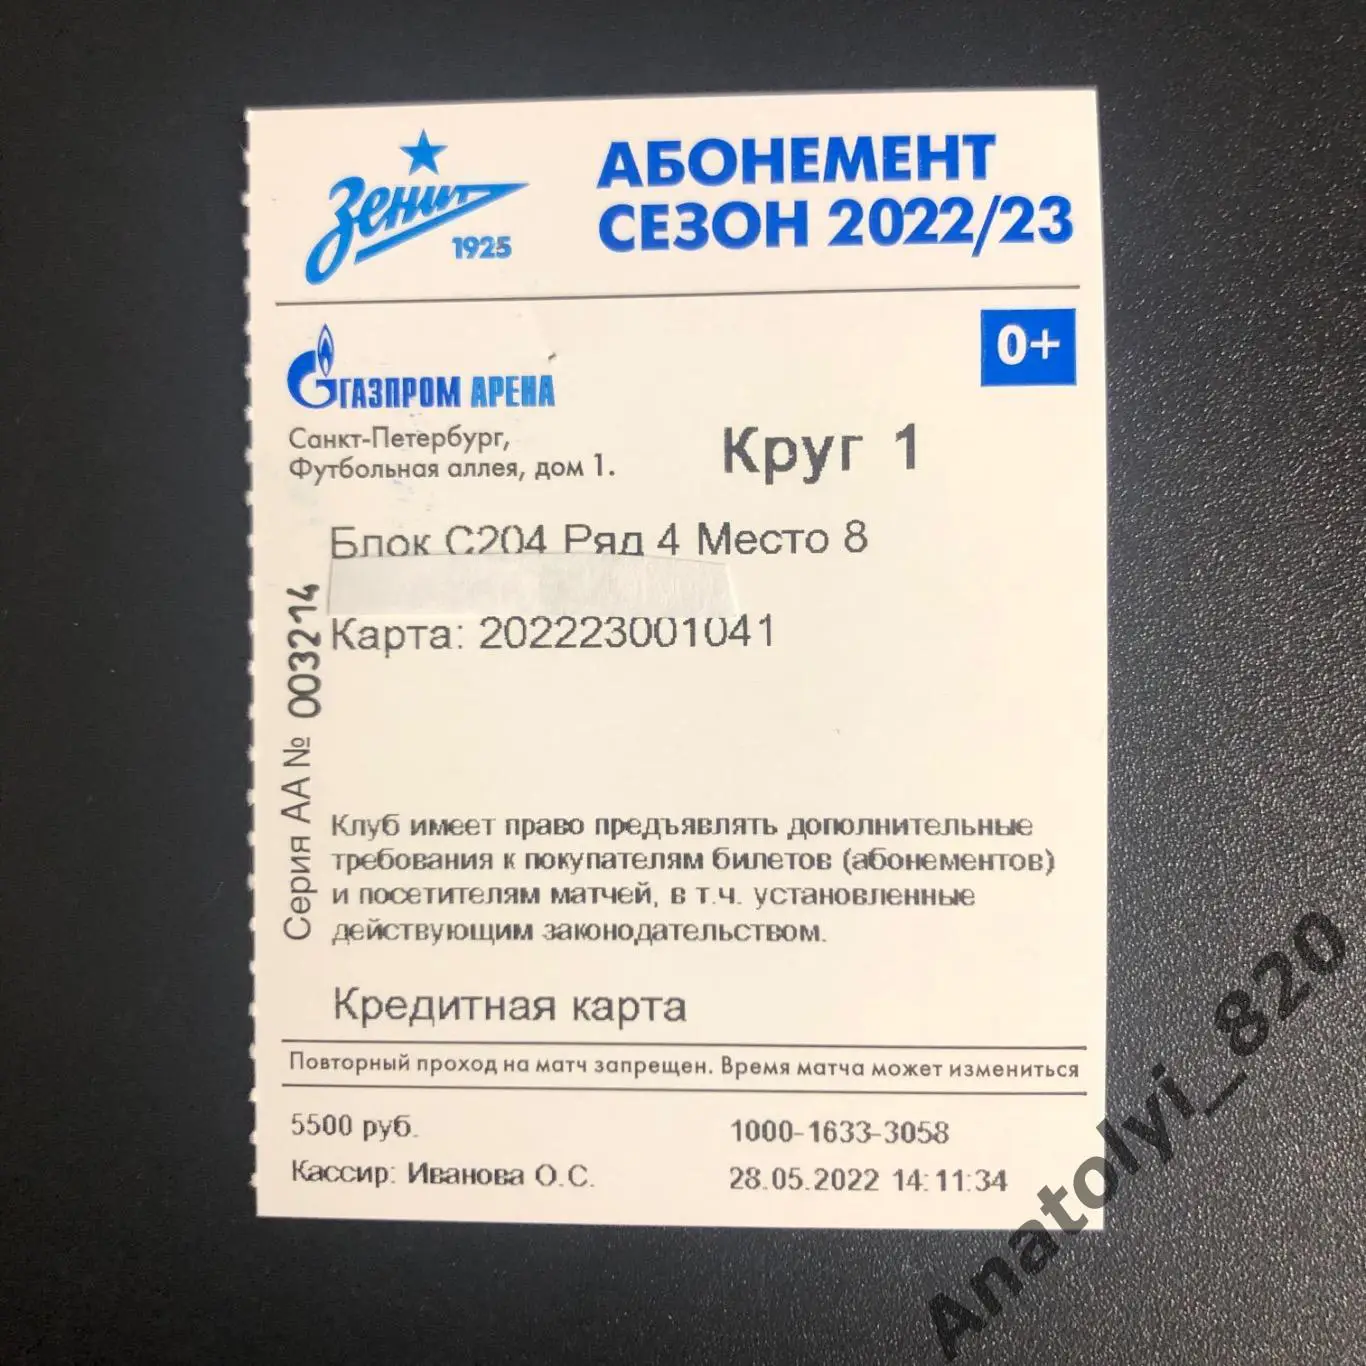 Зенит
1925
АБОНЕМЕНТ
СЕЗОН 2022/23
0+
ГАЗПРОМ АРЕНА
Санкт-Петербург,
Футбольная аллея, дом 1.
Круг 1
Блок С204 Ряд 4 Место 8
Карта: 202223001041
Серия АА № 003214
Клуб имеет право предъявлять дополнительные
требования к покупателям билетов (абонементов)
и посетителям матчей, в т.ч. установленные
действующим законодательством.
Кредитная карта
Повторный проход на матч запрещен. Время матча может измениться
5500 руб.
1000-1633-3058
Кассир: Иванова О.С.
28.05.2022 14:11:34
Anatolyi_820